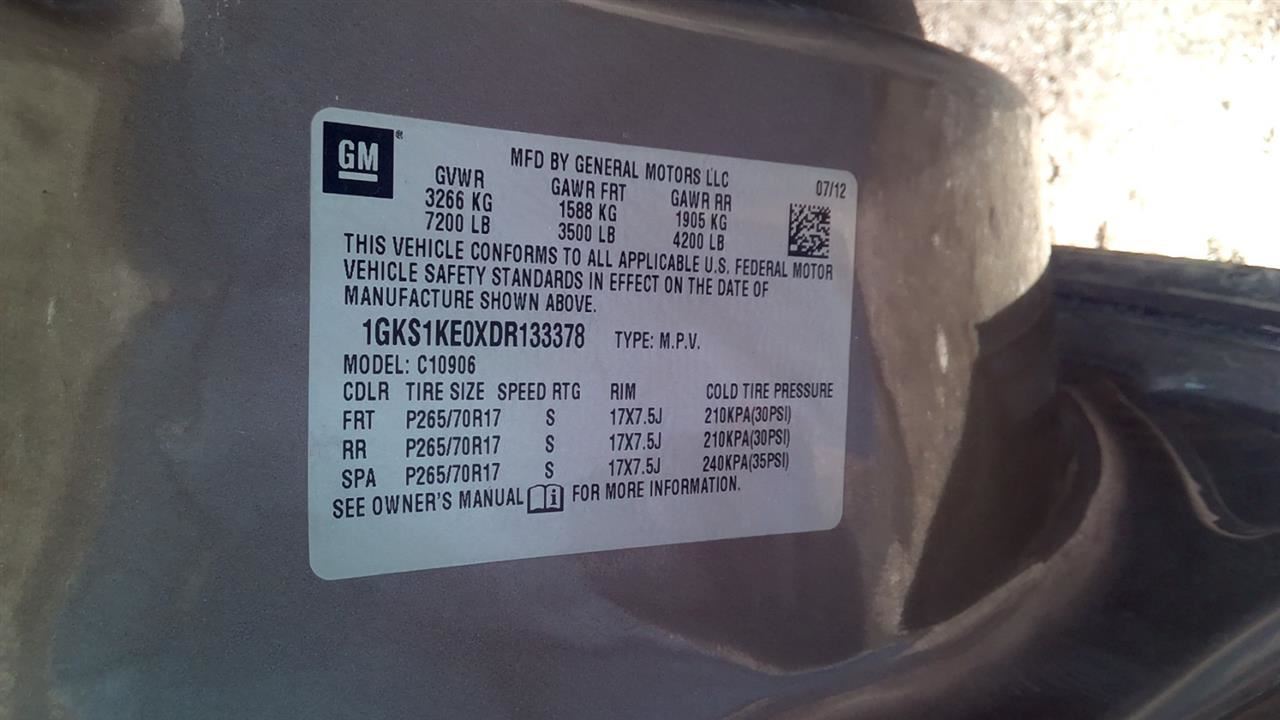 GM®
MFD BY GENERAL MOTORS LLC
07/12
GVWR GAWR FRT GAWR RR
3266 KG 1588 KG 1905 KG
7200 LB 3500 LB 4200 LB
THIS VEHICLE CONFORMS TO ALL APPLICABLE U.S. FEDERAL MOTOR
VEHICLE SAFETY STANDARDS IN EFFECT ON THE DATE OF
MANUFACTURE SHOWN ABOVE.
1GKS1KE0XDR133378 TYPE: M.P.V.
MODEL: C10906
CDLR TIRE SIZE SPEED RTG RIM COLD TIRE PRESSURE
FRT P265/70R17 S 17X7.5J 210KPA(30PSI)
RR P265/70R17 S 17X7.5J 210KPA(30PSI)
SPA P265/70R17 S 17X7.5J 240KPA(35PSI)
SEE OWNER'S MANUAL i FOR MORE INFORMATION.